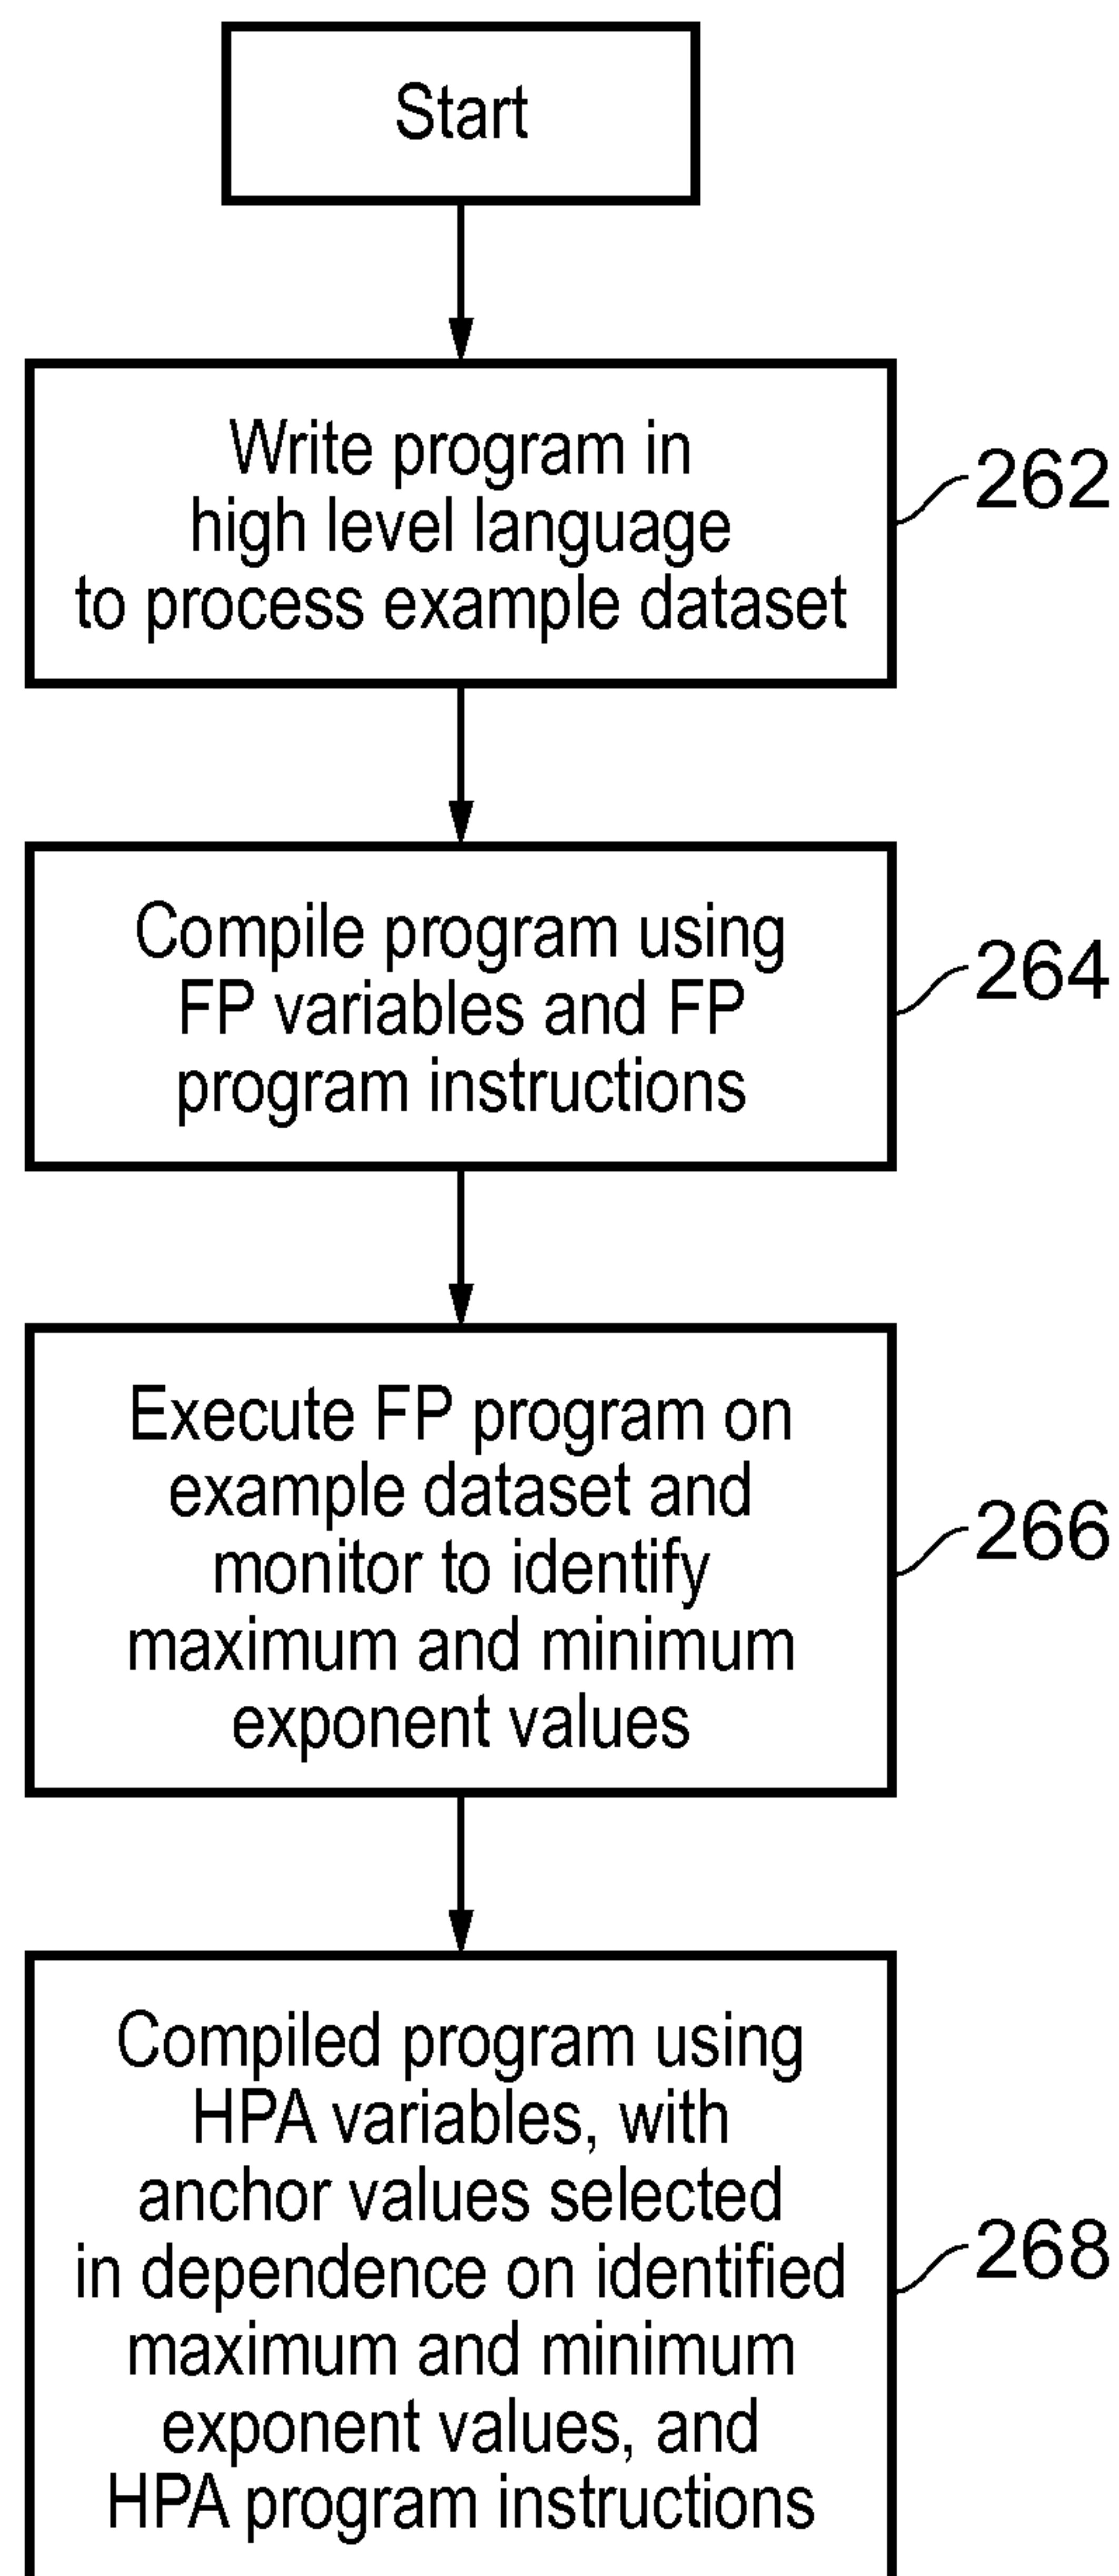 Start
Write program in
high level language
to process example dataset
262
Compile program using
FP variables and FP
program instructions
264
Execute FP program on
example dataset and
monitor to identify
maximum and minimum
exponent values
266
Compiled program using
HPA variables, with
anchor values selected
in dependence on identified
maximum and minimum
exponent values, and
HPA program instructions
268